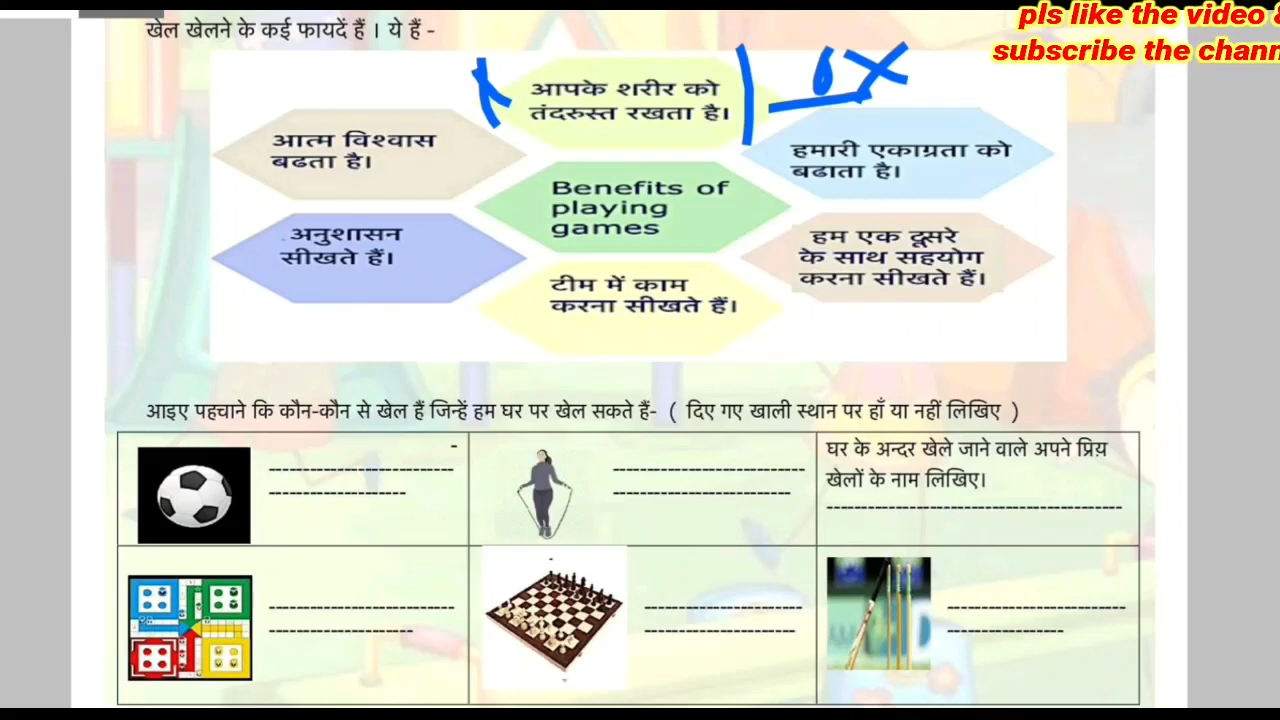 pls like the video &
subscribe the chann
खेल खेलने के कई फायदें हैं । ये हैं -
आपके शरीर को
तंदरुस्त रखता है।
आत्म विश्वास
बढता है।
हमारी एकाग्रता को
बढाता है।
Benefits of
playing
games
अनुशासन
सीखते हैं।
हम एक दूसरे
के साथ सहयोग
करना सीखते हैं।
टीम में काम
करना सीखते हैं।
आइए पहचाने कि कौन-कौन से खेल हैं जिन्हें हम घर पर खेल सकते हैं- ( दिए गए खाली स्थान पर हाँ या नहीं लिखिए )
घर के अन्दर खेले जाने वाले अपने प्रिय
खेलों के नाम लिखिए।